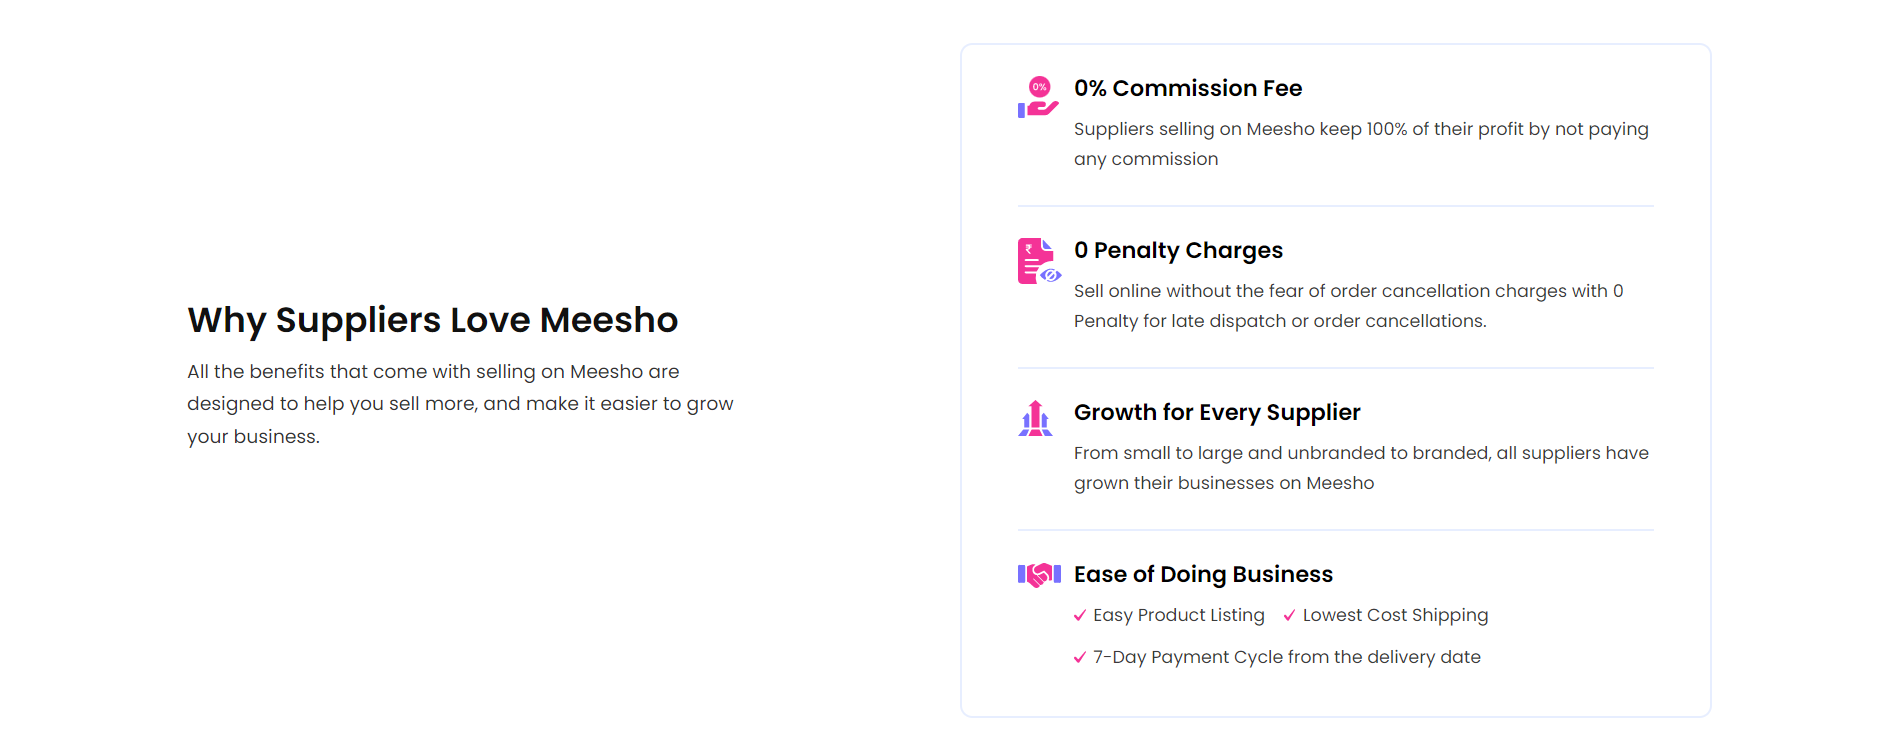 Why Suppliers Love Meesho
All the benefits that come with selling on Meesho are
designed to help you sell more, and make it easier to grow
your business.
0%
0% Commission Fee
Suppliers selling on Meesho keep 100% of their profit by not paying
any commission
₹
0 Penalty Charges
Sell online without the fear of order cancellation charges with 0
Penalty for late dispatch or order cancellations.
Growth for Every Supplier
From small to large and unbranded to branded, all suppliers have
grown their businesses on Meesho
Ease of Doing Business
Easy Product Listing Lowest Cost Shipping
7-Day Payment Cycle from the delivery date